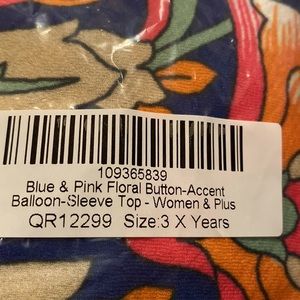 109365839
Blue & Pink Floral Button-Accent
Balloon-Sleeve Top - Women & Plus
QR12299 Size:3 X Years